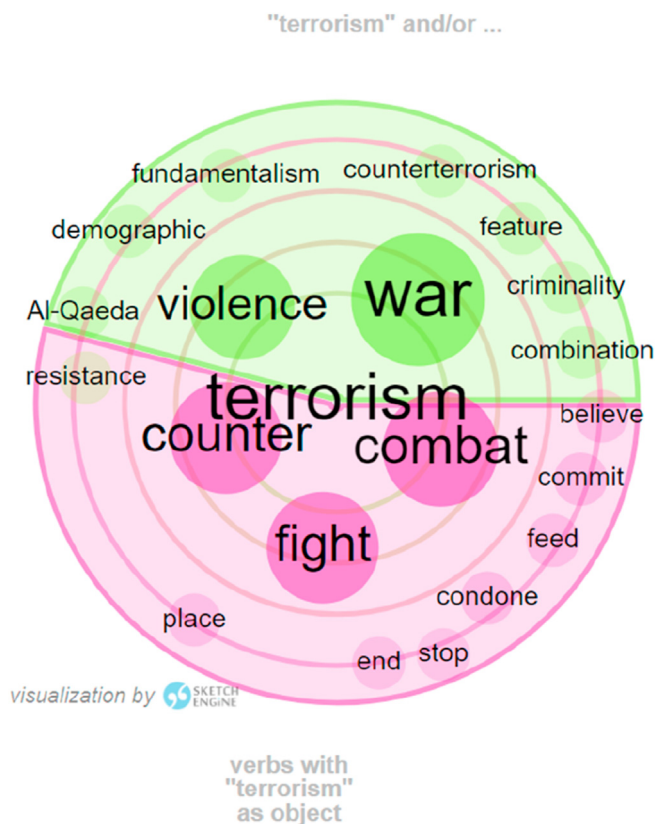 "terrorism" and/or ...
fundamentalism
counterterrorism
demographic
feature
Al-Qaeda
violence
war
criminality
combination
resistance
terrorism
believe
counter
combat
commit
fight
feed
condone
place
end
stop
visualization by SKETCH
ENGINE
verbs with
"terrorism"
as object